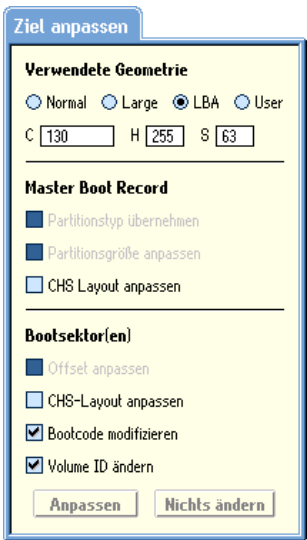 Ziel anpassen
Verwendete Geometrie
Normal Large LBA User
C 130 H 255 S 63
Master Boot Record
Partitionstyp übernehmen
Partitionsgröße anpassen
CHS Layout anpassen
Bootsektor(en)
Offset anpassen
CHS-Layout anpassen
Bootcode modifizieren
Volume ID ändern
Anpassen Nichts ändern